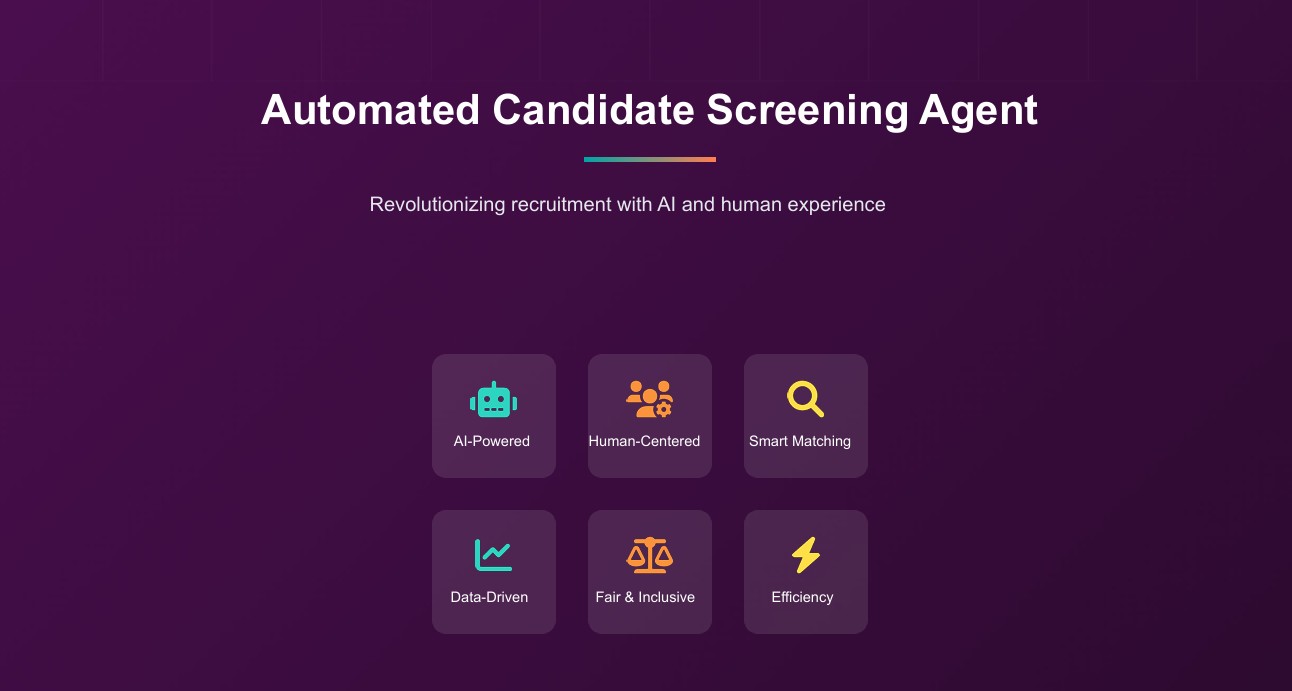 Automated Candidate Screening Agent
Revolutionizing recruitment with AI and human experience
AI-Powered
Human-Centered
Smart Matching
Data-Driven
Fair & Inclusive
Efficiency